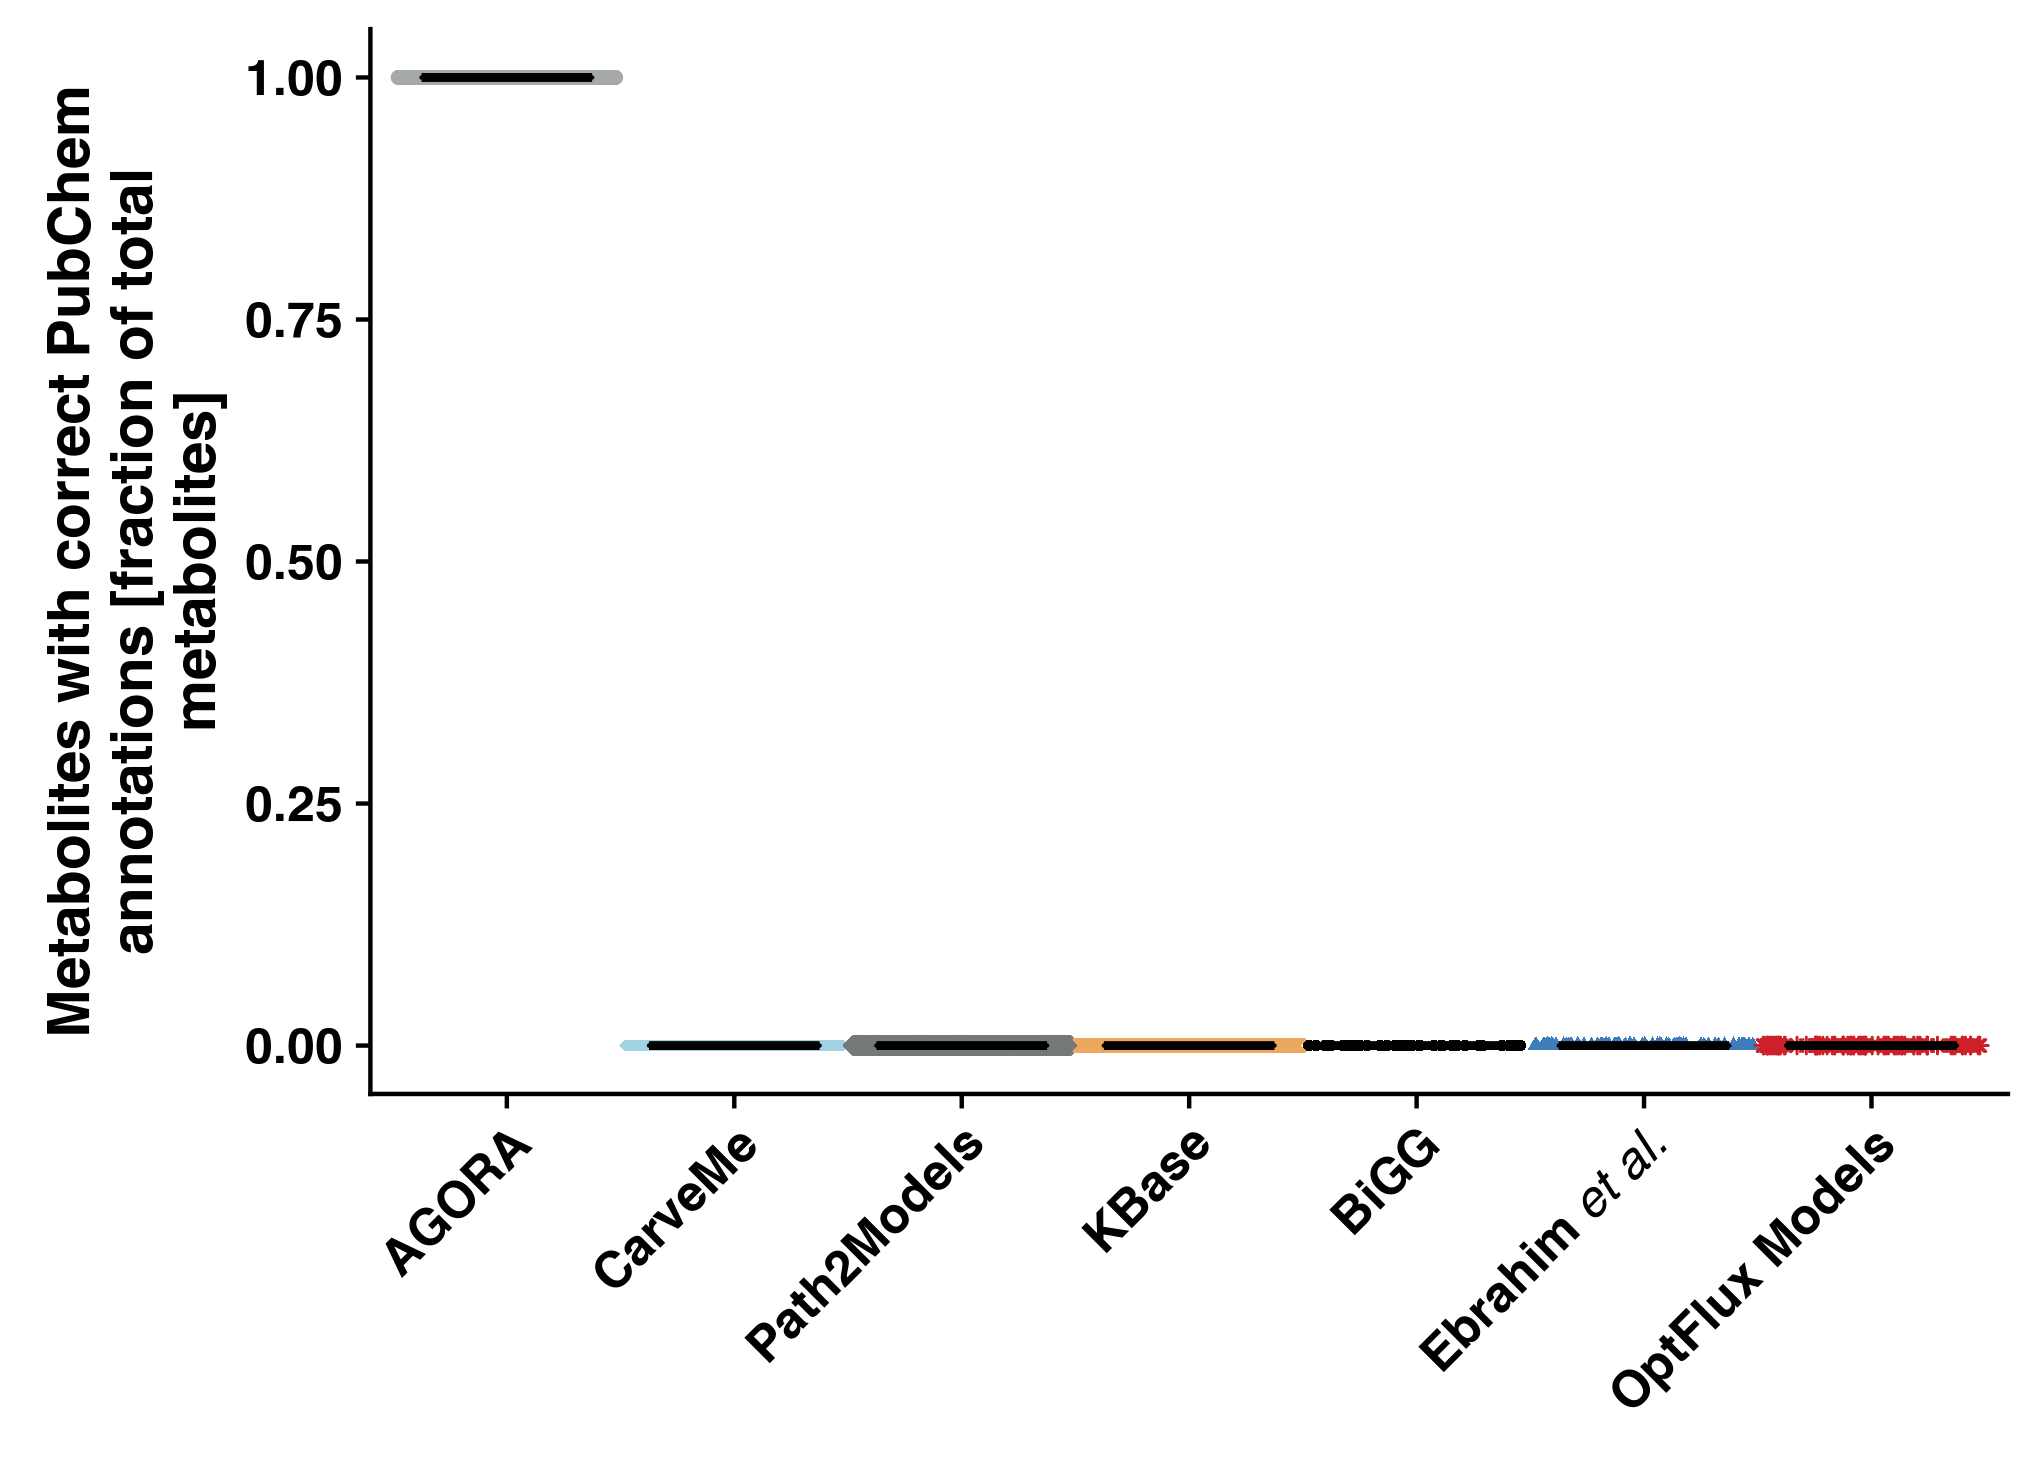 Metabolites with correct PubChem
annotations [fraction of total
metabolites]
1.00
0.75
0.50
0.25
0.00
AGORA
CarveMe
Path2Models
KBase
BiGG
Ebrahim et al.
OptFlux Models